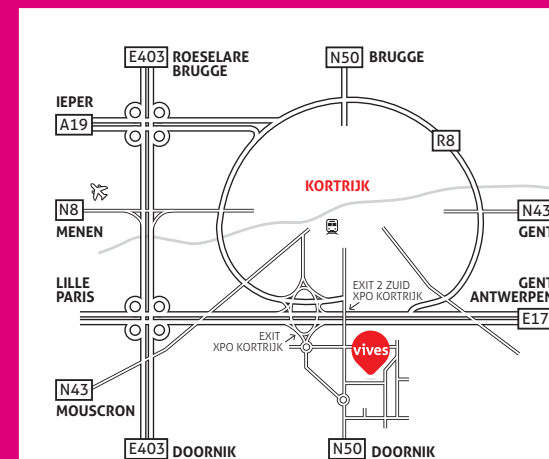 E403 ROESELARE
BRUGGE
N50 BRUGGE
IEPER
A19
R8
KORTRIJK
N8
MENEN
N43
GENT
LILLE
PARIS
EXIT 2 ZUID
XPO KORTRIJK
GENT
ANTWERPEN
E17
EXIT
XPO KORTRIJK
vives
N43
MOUSCRON
E403 DOORNIK
N50 DOORNIK